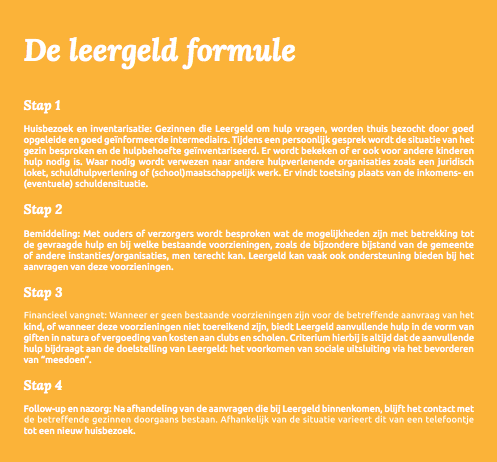 De leergeld formule
Stap 1
Huisbezoek en inventarisatie: Gezinnen die Leergeld om hulp vragen, worden thuis bezocht door goed
opgeleide en goed geïnformeerde intermediairs. Tijdens een persoonlijk gesprek wordt de situatie van het
gezin besproken en de hulpbehoefte geïnventariseerd. Er wordt bekeken of er ook voor andere kinderen
hulp nodig is. Waar nodig wordt verwezen naar andere hulpverlenende organisaties zoals een juridisch
loket, schuldhulpverlening of (school)maatschappelijk werk. Er vindt toetsing plaats van de inkomens- en
(eventuele) schuldensituatie.
Stap 2
Bemiddeling: Met ouders of verzorgers wordt besproken wat de mogelijkheden zijn met betrekking tot
de gevraagde hulp en bij welke bestaande voorzieningen, zoals de bijzondere bijstand van de gemeente
of andere instanties/organisaties, men terecht kan. Leergeld kan vaak ook ondersteuning bieden bij het
aanvragen van deze voorzieningen.
Stap 3
Financieel vangnet: Wanneer er geen bestaande voorzieningen zijn voor de betreffende aanvraag van het
kind, of wanneer deze voorzieningen niet toereikend zijn, biedt Leergeld aanvullende hulp in de vorm van
giften in natura of vergoeding van kosten aan clubs en scholen. Criterium hierbij is altijd dat de aanvullende
hulp bijdraagt aan de doelstelling van Leergeld: het voorkomen van sociale uitsluiting via het bevorderen
van “meedoen”.
Stap 4
Follow-up en nazorg: Na afhandeling van de aanvragen die bij Leergeld binnenkomen, blijft het contact met
de betreffende gezinnen doorgaans bestaan. Afhankelijk van de situatie varieert dit van een telefoontje
tot een nieuw huisbezoek.